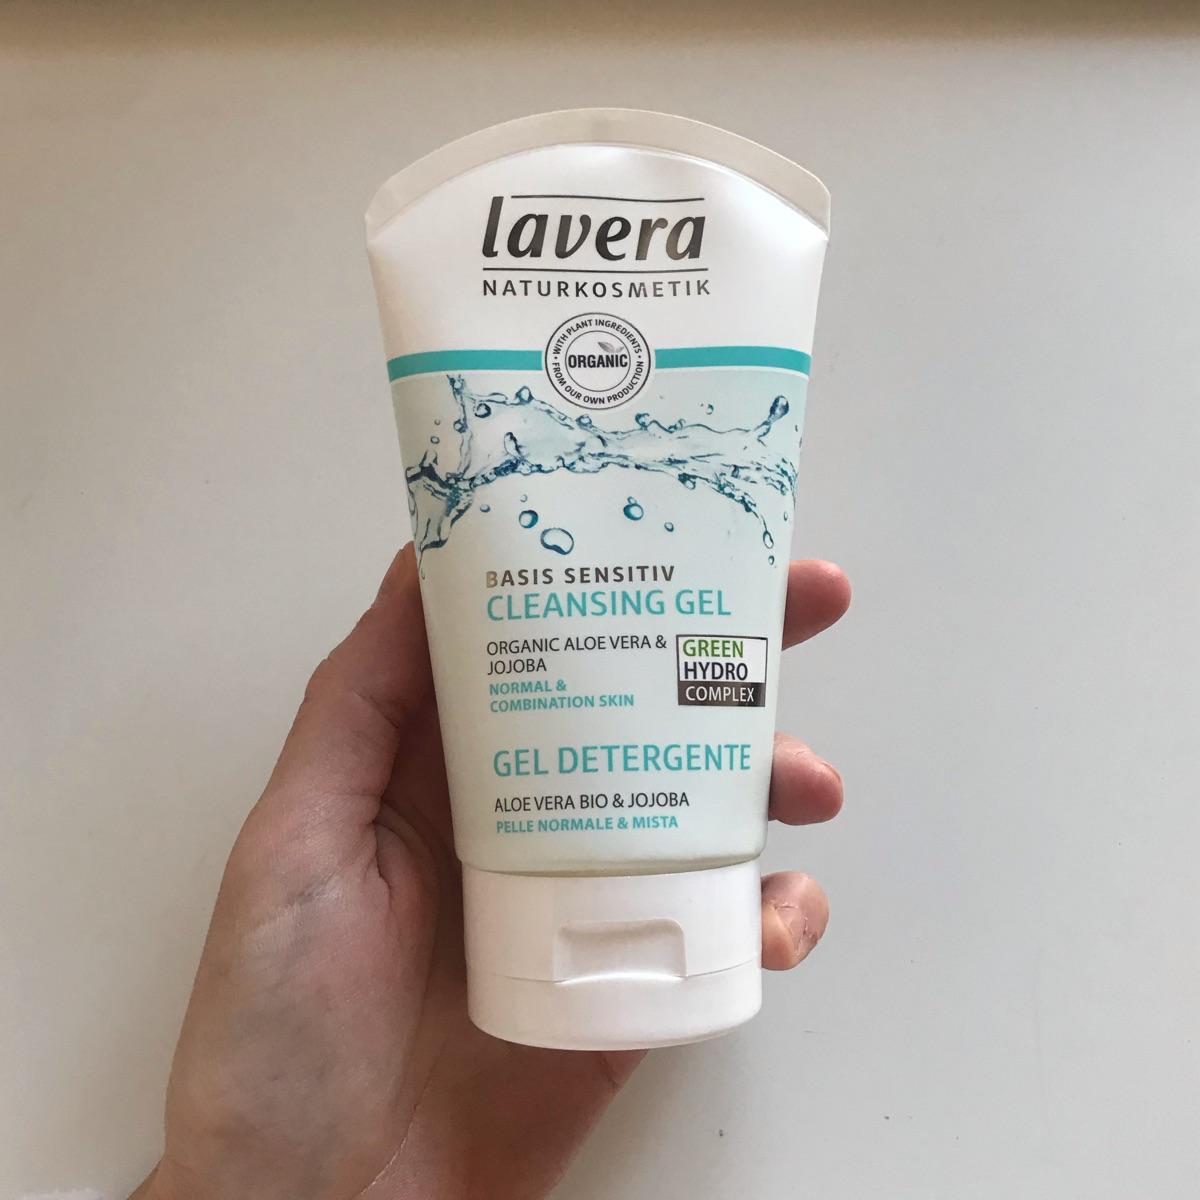 lavera
NATURKOSMETIK
WITH PLANT INGREDIENTS
ORGANIC
FROM OUR OWN PRODUCTION
BASIS SENSITIV
CLEANSING GEL
ORGANIC ALOE VERA &
JOJOBA
NORMAL &
COMBINATION SKIN
GREEN
HYDRO
COMPLEX
GEL DETERGENTE
ALOE VERA BIO & JOJOBA
PELLE NORMALE & MISTA